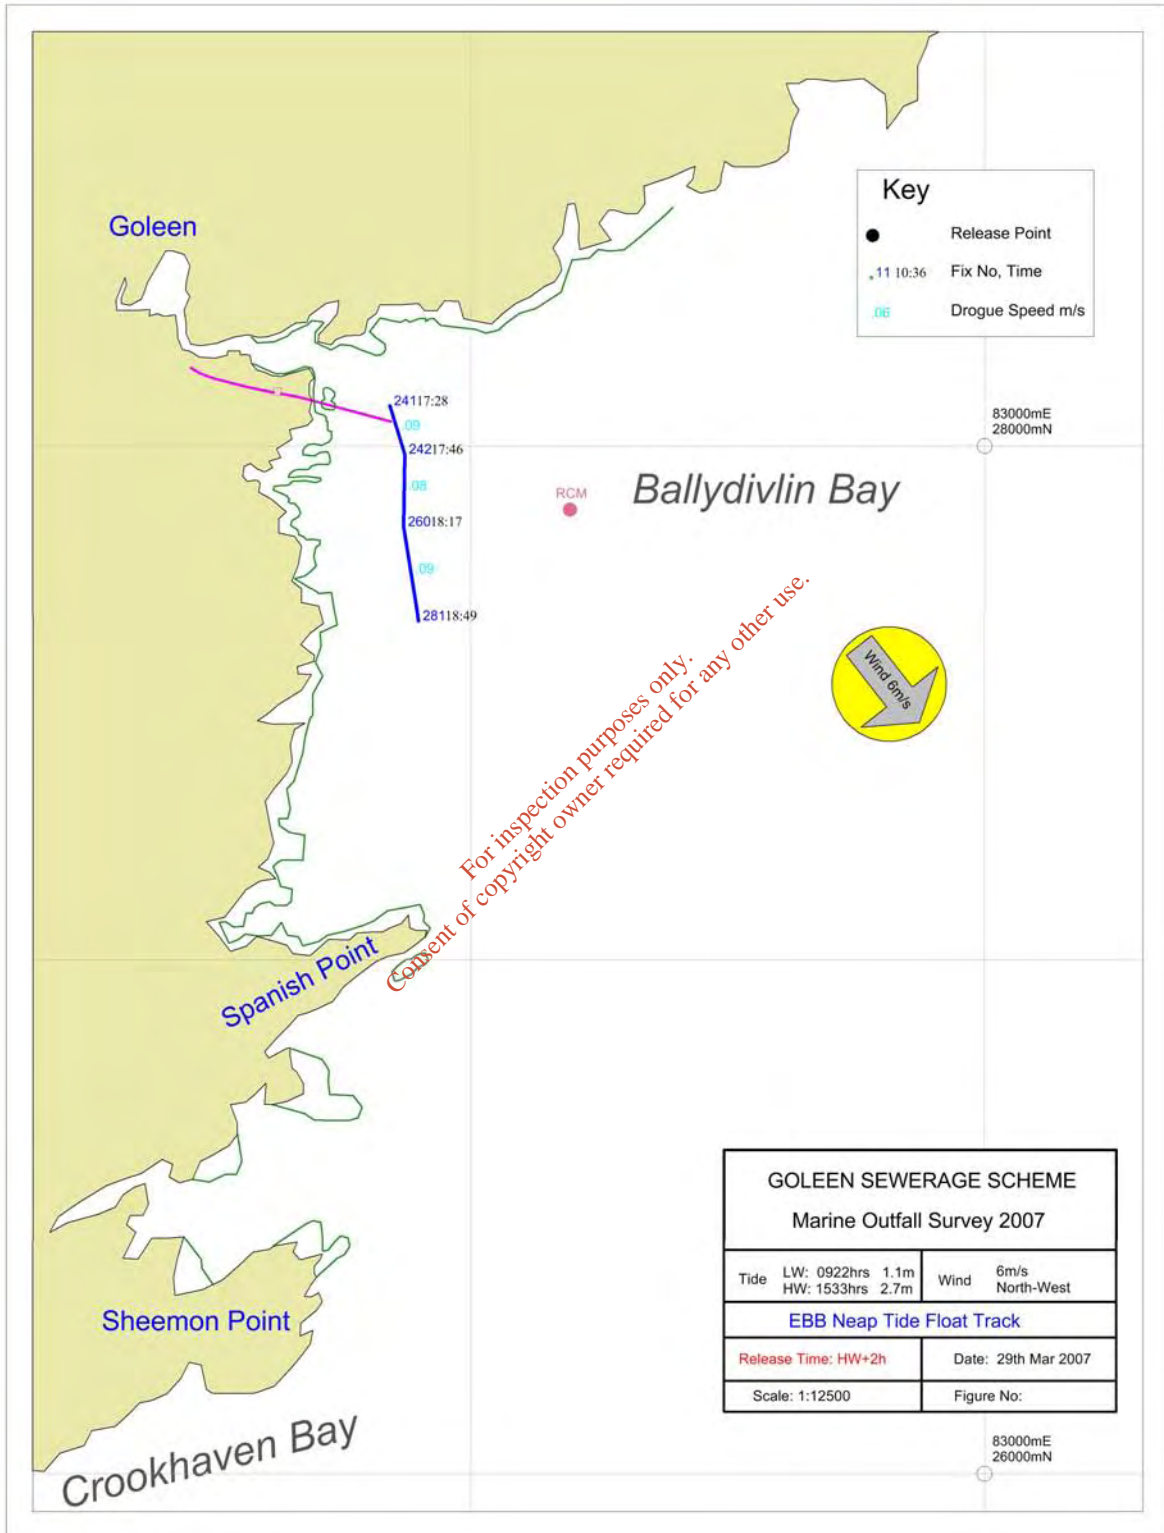 Goleen
Key
Release Point
11 10:36 Fix No, Time
.06 Drogue Speed m/s
24117:28
.09
24217:46
83000mE
28000mN
.08
RCM
Ballydivlin Bay
26018:17
.09
28118:49
Wind 6m/s
For inspection purposes only.
Consent of copyright owner required for any other use.
Spanish Point
GOLEEN SEWERAGE SCHEME
Marine Outfall Survey 2007
Tide LW: 0922hrs 1.1m
HW: 1533hrs 2.7m
Wind 6m/s
North-West
EBB Neap Tide Float Track
Release Time: HW+2h
Date: 29th Mar 2007
Scale: 1:12500
Figure No:
Sheemon Point
Crookhaven Bay
83000mE
26000mN